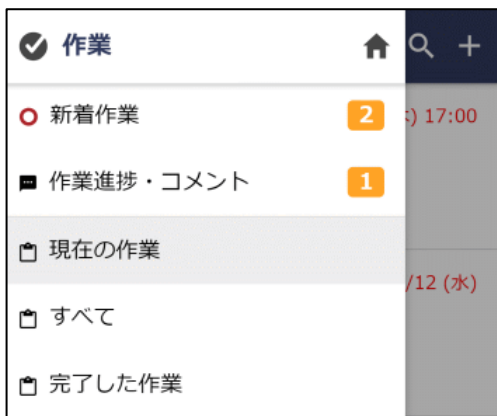 作業
新着作業 2
) 17:00
作業進捗・コメント 1
現在の作業
/12 (水)
すべて
完了した作業